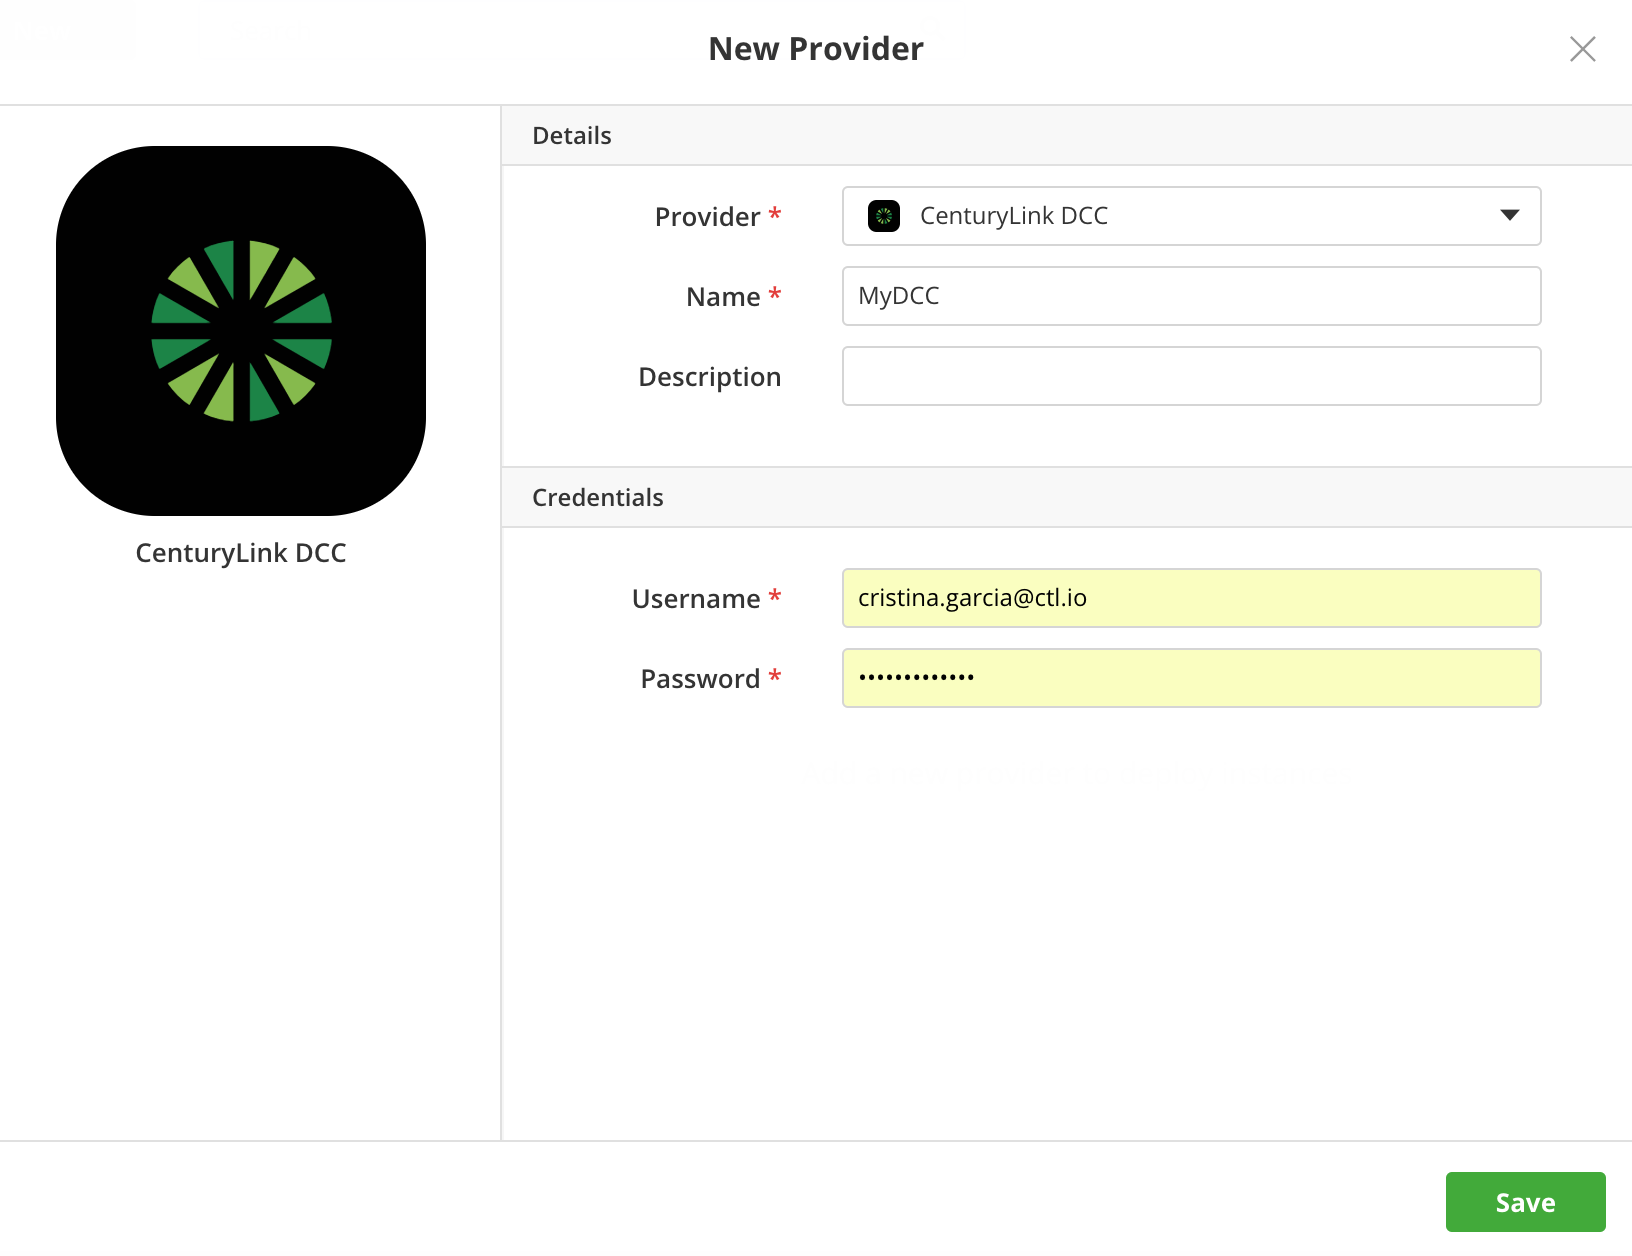 New Provider
CenturyLink DCC
Details
Provider * CenturyLink DCC
Name * MyDCC
Description
Credentials
Username * cristina.garcia@ctl.io
Password * •••••••••••••
Save